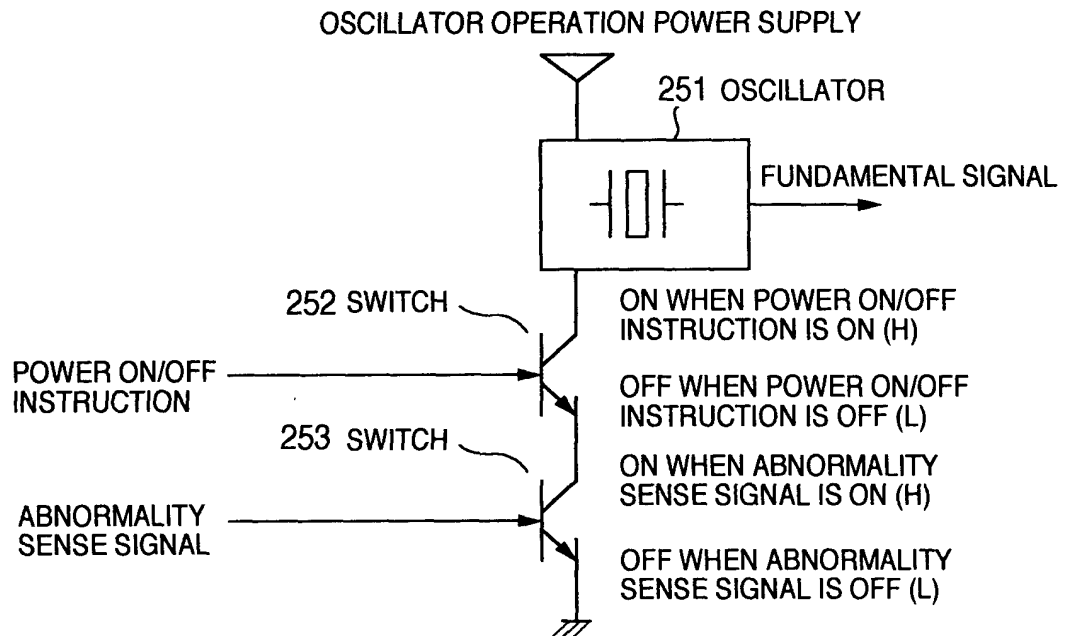 OSCILLATOR OPERATION POWER SUPPLY
251 OSCILLATOR
FUNDAMENTAL SIGNAL
252 SWITCH
ON WHEN POWER ON/OFF
INSTRUCTION IS ON (H)
POWER ON/OFF
INSTRUCTION
OFF WHEN POWER ON/OFF
INSTRUCTION IS OFF (L)
253 SWITCH
ON WHEN ABNORMALITY
SENSE SIGNAL IS ON (H)
ABNORMALITY
SENSE SIGNAL
OFF WHEN ABNORMALITY
SENSE SIGNAL IS OFF (L)